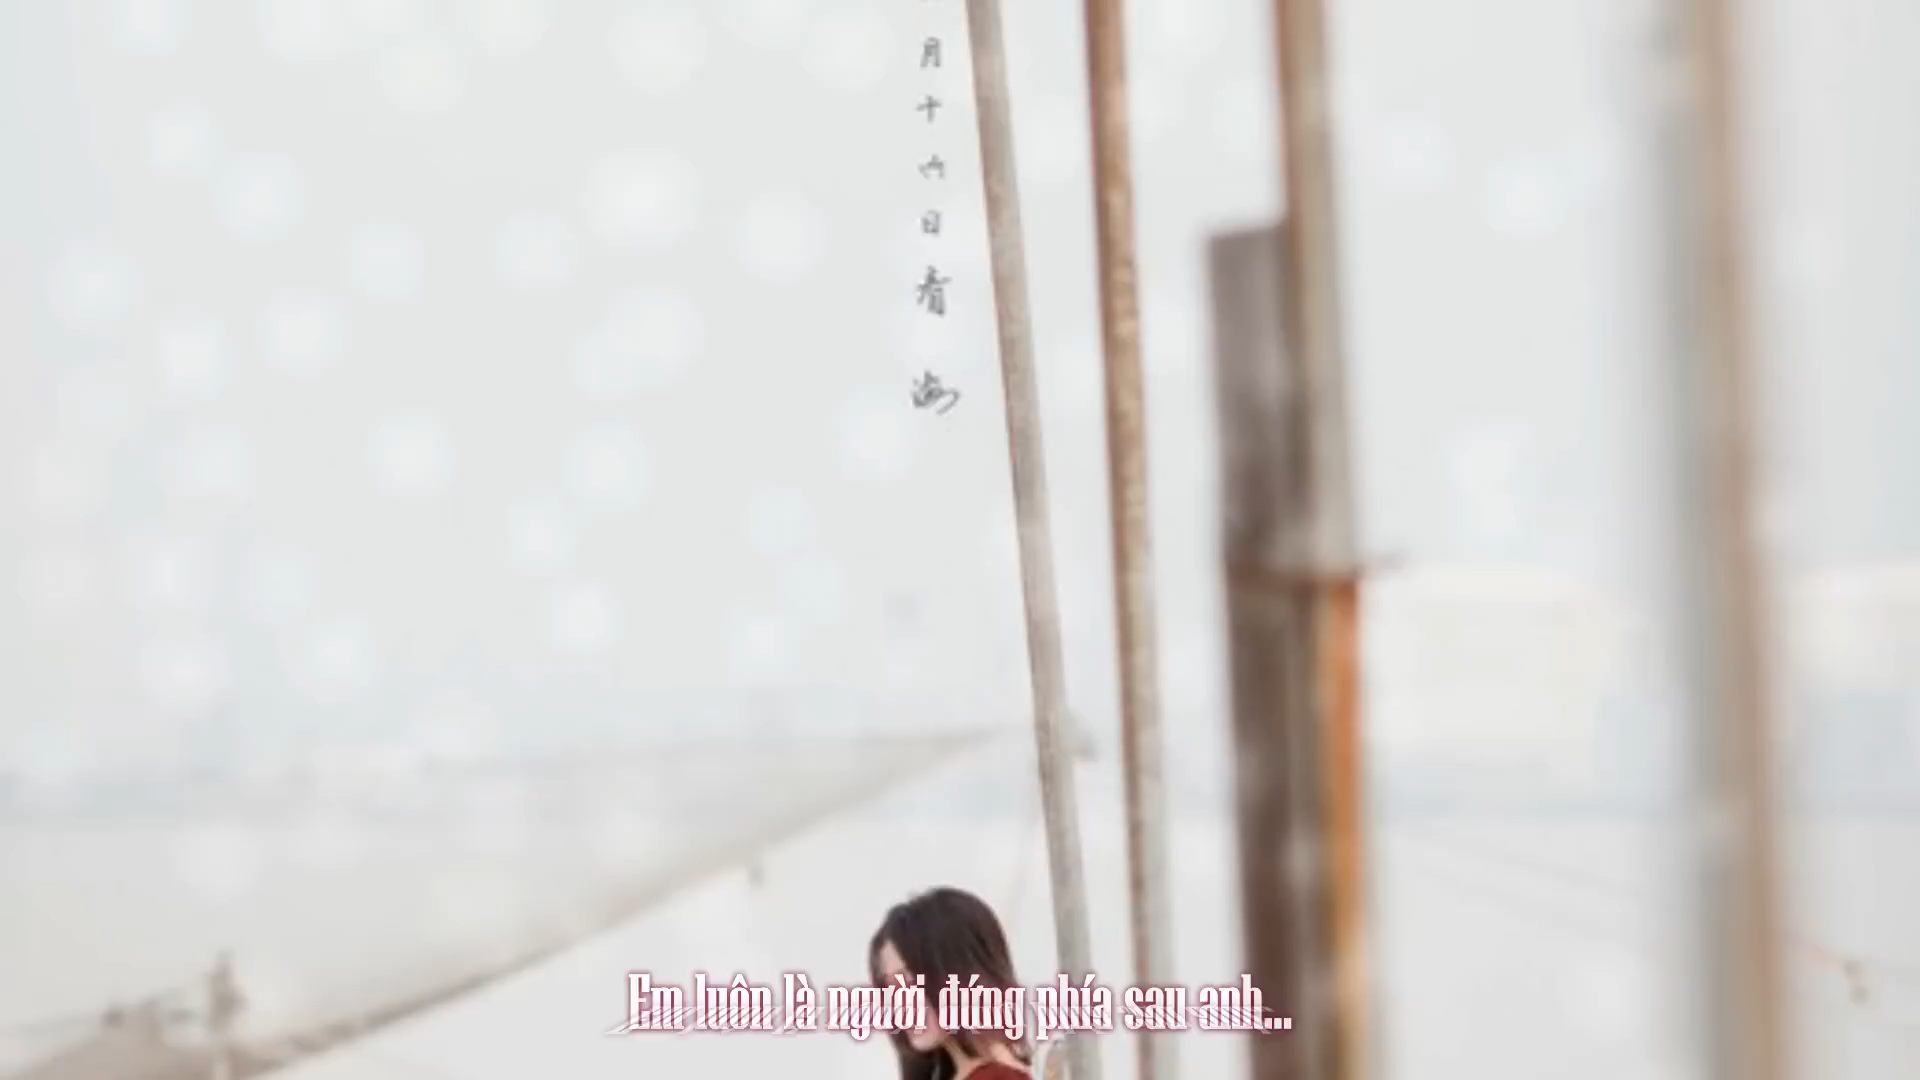 月十六日看海
Em luôn là người đứng phía sau anh...